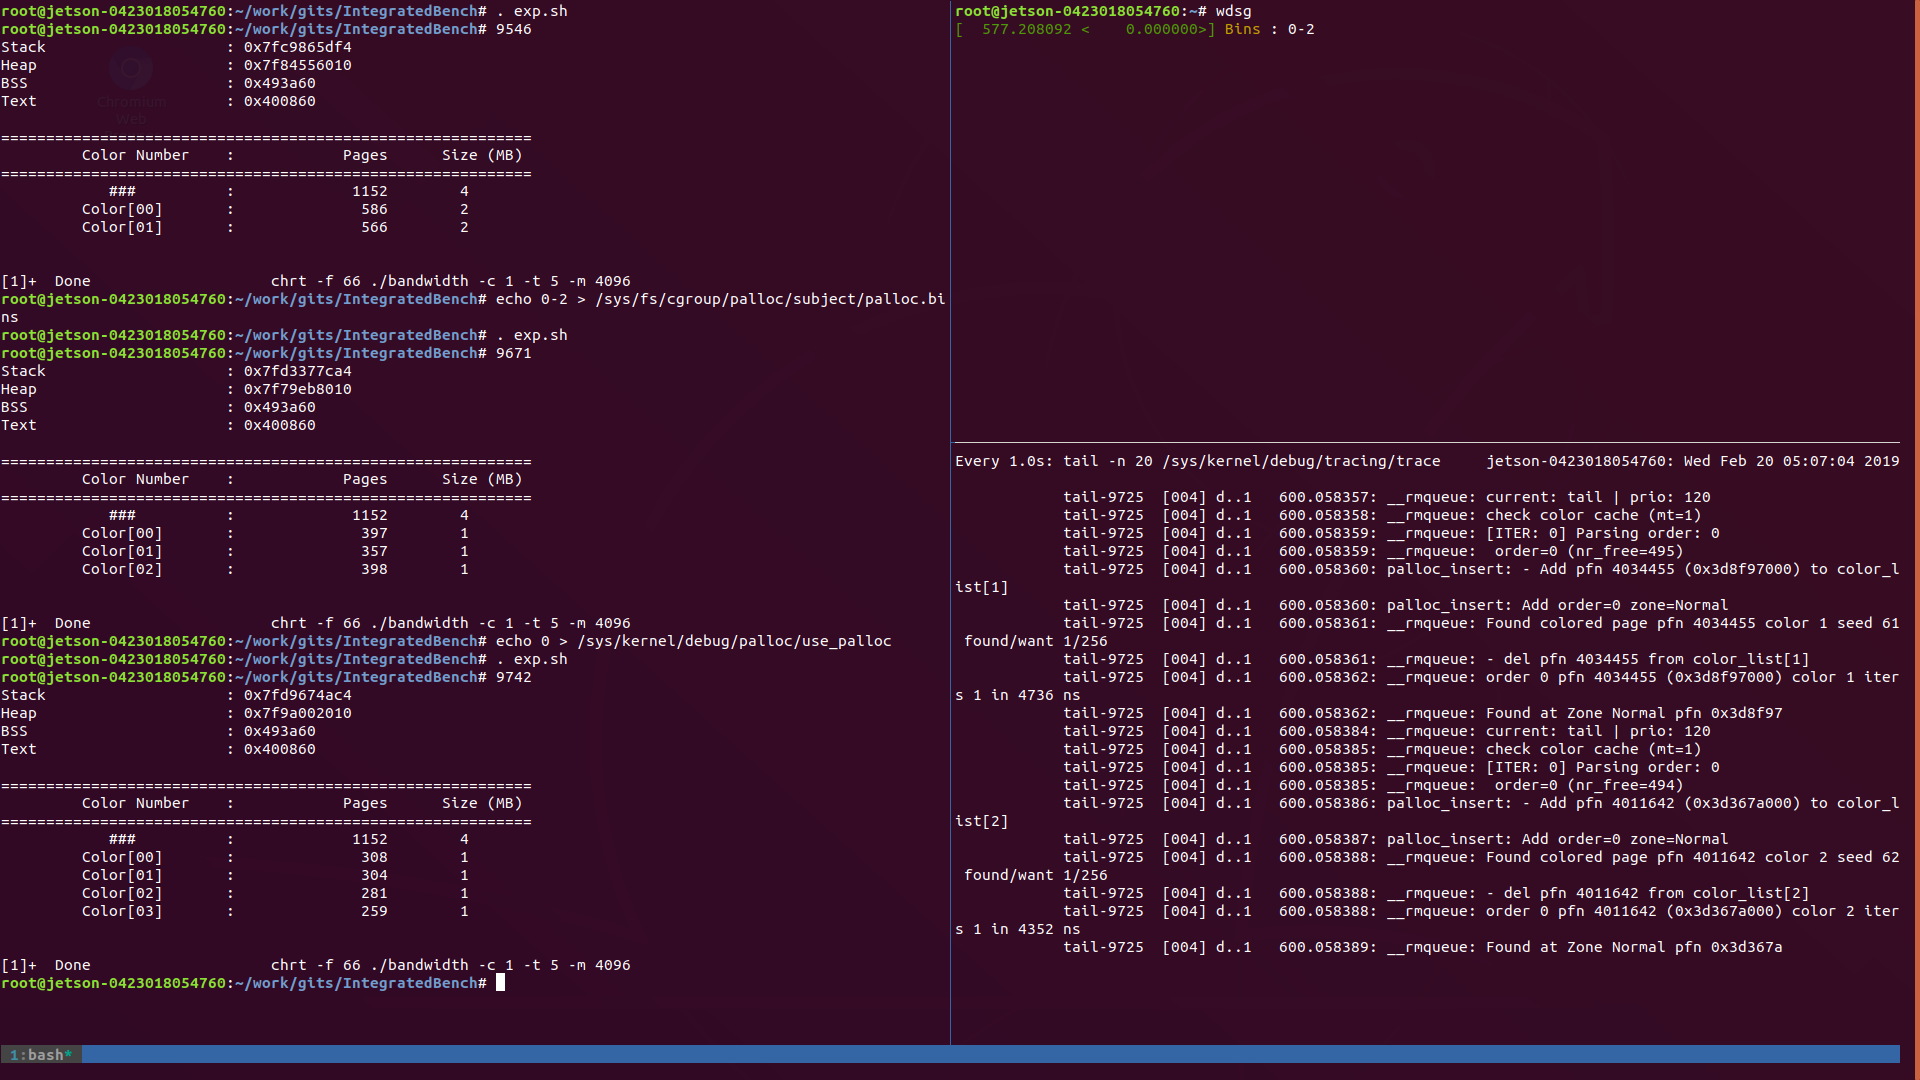 root@jetson-0423018054760:~/work/gits/IntegratedBench# . exp.sh
root@jetson-0423018054760:~/work/gits/IntegratedBench# 9546
Stack                    : 0x7fc9865df4
Heap                     : 0x7f84556010
BSS                      : 0x493a60
Text                     : 0x400860
Chromium
Web
===========================================================
Color Number    :            Pages      Size (MB)
===========================================================
###          :             1152        4
Color[00]       :              586        2
Color[01]       :              566        2
[1]+  Done                    chrt -f 66 ./bandwidth -c 1 -t 5 -m 4096
root@jetson-0423018054760:~/work/gits/IntegratedBench# echo 0-2 > /sys/fs/cgroup/palloc/subject/palloc.bi
ns
root@jetson-0423018054760:~/work/gits/IntegratedBench# . exp.sh
root@jetson-0423018054760:~/work/gits/IntegratedBench# 9671
Stack                    : 0x7fd3377ca4
Heap                     : 0x7f79eb8010
BSS                      : 0x493a60
Text                     : 0x400860
===========================================================
Color Number    :            Pages      Size (MB)
===========================================================
###          :             1152        4
Color[00]       :              397        1
Color[01]       :              357        1
Color[02]       :              398        1
[1]+  Done                    chrt -f 66 ./bandwidth -c 1 -t 5 -m 4096
root@jetson-0423018054760:~/work/gits/IntegratedBench# echo 0 > /sys/kernel/debug/palloc/use_palloc
root@jetson-0423018054760:~/work/gits/IntegratedBench# . exp.sh
root@jetson-0423018054760:~/work/gits/IntegratedBench# 9742
Stack                    : 0x7fd9674ac4
Heap                     : 0x7f9a002010
BSS                      : 0x493a60
Text                     : 0x400860
===========================================================
Color Number    :            Pages      Size (MB)
===========================================================
###          :             1152        4
Color[00]       :              308        1
Color[01]       :              304        1
Color[02]       :              281        1
Color[03]       :              259        1
[1]+  Done                    chrt -f 66 ./bandwidth -c 1 -t 5 -m 4096
root@jetson-0423018054760:~/work/gits/IntegratedBench#
root@jetson-0423018054760:~# wdsg
[  577.208092 <    0.000000>] Bins : 0-2
Every 1.0s: tail -n 20 /sys/kernel/debug/tracing/trace     jetson-0423018054760: Wed Feb 20 05:07:04 2019
tail-9725  [004] d..1   600.058357: __rmqueue: current: tail | prio: 120
tail-9725  [004] d..1   600.058358: __rmqueue: check color cache (mt=1)
tail-9725  [004] d..1   600.058359: __rmqueue: [ITER: 0] Parsing order: 0
tail-9725  [004] d..1   600.058359: __rmqueue:  order=0 (nr_free=495)
tail-9725  [004] d..1   600.058360: palloc_insert: - Add pfn 4034455 (0x3d8f97000) to color_l
ist[1]
tail-9725  [004] d..1   600.058360: palloc_insert: Add order=0 zone=Normal
tail-9725  [004] d..1   600.058361: __rmqueue: Found colored page pfn 4034455 color 1 seed 61
found/want 1/256
tail-9725  [004] d..1   600.058361: __rmqueue: - del pfn 4034455 from color_list[1]
tail-9725  [004] d..1   600.058362: __rmqueue: order 0 pfn 4034455 (0x3d8f97000) color 1 iter
s 1 in 4736 ns
tail-9725  [004] d..1   600.058362: __rmqueue: Found at Zone Normal pfn 0x3d8f97
tail-9725  [004] d..1   600.058384: __rmqueue: current: tail | prio: 120
tail-9725  [004] d..1   600.058385: __rmqueue: check color cache (mt=1)
tail-9725  [004] d..1   600.058385: __rmqueue: [ITER: 0] Parsing order: 0
tail-9725  [004] d..1   600.058385: __rmqueue:  order=0 (nr_free=494)
tail-9725  [004] d..1   600.058386: palloc_insert: - Add pfn 4011642 (0x3d367a000) to color_l
ist[2]
tail-9725  [004] d..1   600.058387: palloc_insert: Add order=0 zone=Normal
tail-9725  [004] d..1   600.058388: __rmqueue: Found colored page pfn 4011642 color 2 seed 62
found/want 1/256
tail-9725  [004] d..1   600.058388: __rmqueue: - del pfn 4011642 from color_list[2]
tail-9725  [004] d..1   600.058388: __rmqueue: order 0 pfn 4011642 (0x3d367a000) color 2 iter
s 1 in 4352 ns
tail-9725  [004] d..1   600.058389: __rmqueue: Found at Zone Normal pfn 0x3d367a
1:bash*